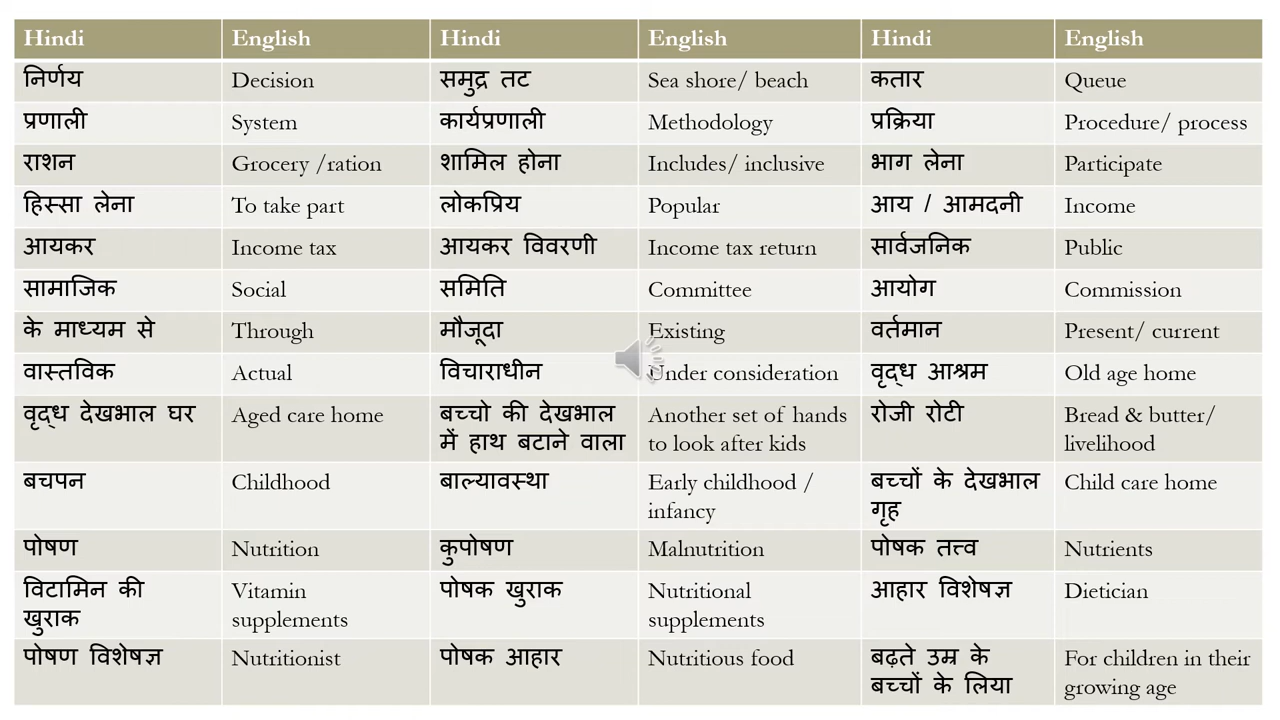 Hindi English Hindi English Hindi English
निर्णय Decision समुद्र तट Sea shore/ beach कतार Queue
प्रणाली System कार्यप्रणाली Methodology प्रक्रिया Procedure/ process
राशन Grocery /ration शामिल होना Includes/ inclusive भाग लेना Participate
हिस्सा लेना To take part लोकप्रिय Popular आय / आमदनी Income
आयकर Income tax आयकर विवरणी Income tax return सार्वजनिक Public
सामाजिक Social समिति Committee आयोग Commission
के माध्यम से Through मौजूदा Existing वर्तमान Present/ current
वास्तविक Actual विचाराधीन Under consideration वृद्ध आश्रम Old age home
वृद्ध देखभाल घर Aged care home बच्चो की देखभाल Another set of hands रोजी रोटी Bread & butter/
में हाथ बटाने वाला to look after kids livelihood
बचपन Childhood बाल्यावस्था Early childhood / बच्चों के देखभाल Child care home
infancy गृह
पोषण Nutrition कुपोषण Malnutrition पोषक तत्त्व Nutrients
विटामिन की Vitamin पोषक खुराक Nutritional आहार विशेषज्ञ Dietician
खुराक supplements supplements
पोषण विशेषज्ञ Nutritionist पोषक आहार Nutritious food बढ़ते उम्र के For children in their
बच्चों के लिया growing age